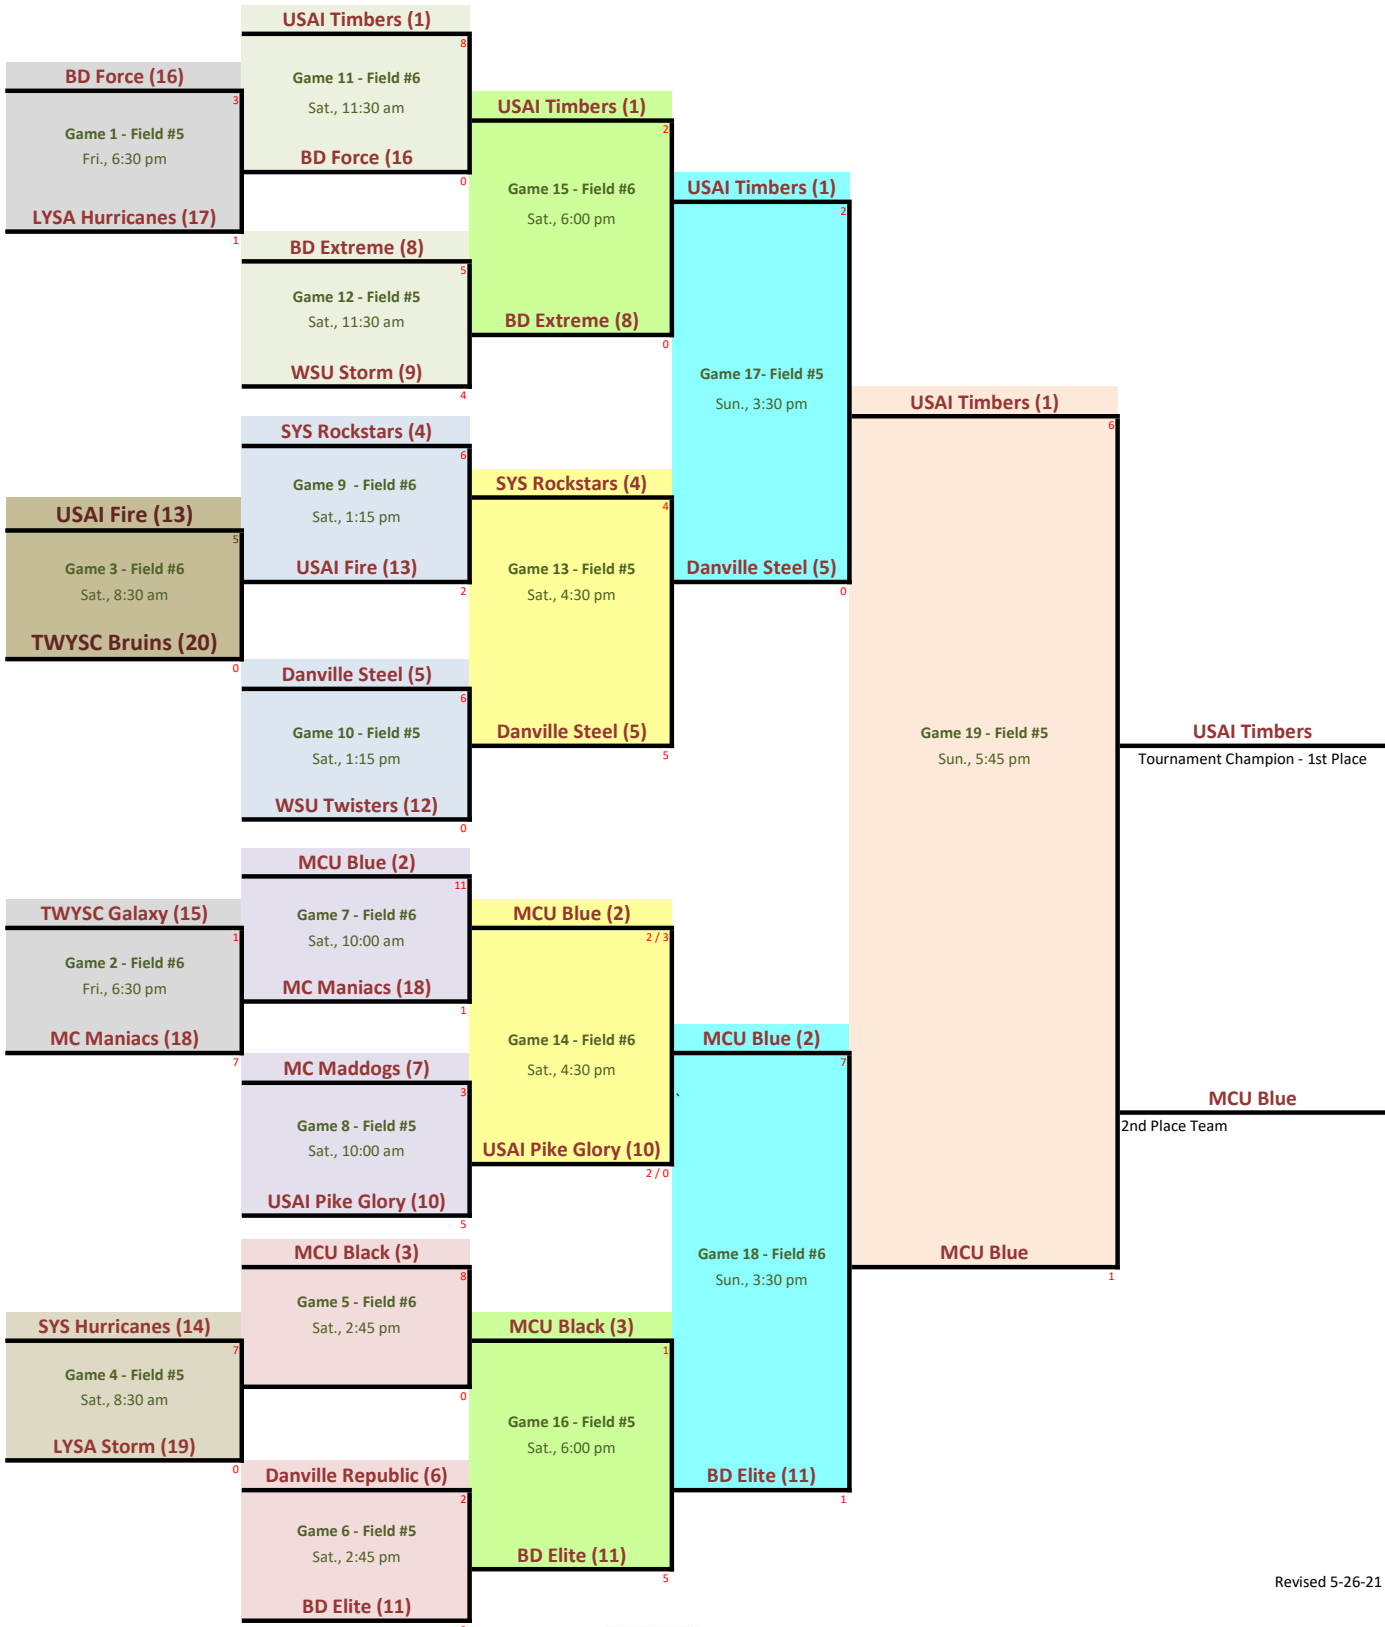 USAI Timbers (1)
8
Game 11 - Field #6
Sat., 11:30 am
BD Force (16
0
BD Force (16)
3
Game 1 - Field #5
Fri., 6:30 pm
LYSA Hurricanes (17)
1
USAI Timbers (1)
2
Game 15 - Field #6
Sat., 6:00 pm
BD Extreme (8)
0
BD Extreme (8)
5
Game 12 - Field #5
Sat., 11:30 am
WSU Storm (9)
4
USAI Timbers (1)
2
Game 17- Field #5
Sun., 3:30 pm
Danville Steel (5)
0
SYS Rockstars (4)
6
Game 9 - Field #6
Sat., 1:15 pm
USAI Fire (13)
2
USAI Fire (13)
5
Game 3 - Field #6
Sat., 8:30 am
TWYSC Bruins (20)
0
SYS Rockstars (4)
4
Game 13 - Field #5
Sat., 4:30 pm
Danville Steel (5)
5
Danville Steel (5)
6
Game 10 - Field #5
Sat., 1:15 pm
WSU Twisters (12)
0
USAI Timbers (1)
6
Game 19 - Field #5
Sun., 5:45 pm
MCU Blue
1
USAI Timbers
Tournament Champion - 1st Place
MCU Blue
2nd Place Team
MCU Blue (2)
11
Game 7 - Field #6
Sat., 10:00 am
MC Maniacs (18)
1
TWYSC Galaxy (15)
1
Game 2 - Field #6
Fri., 6:30 pm
MC Maniacs (18)
7
MCU Blue (2)
2 / 3
Game 14 - Field #6
Sat., 4:30 pm
USAI Pike Glory (10)
2 / 0
MC Maddogs (7)
3
Game 8 - Field #5
Sat., 10:00 am
USAI Pike Glory (10)
5
MCU Blue (2)
7
`
Game 18 - Field #6
Sun., 3:30 pm
BD Elite (11)
1
MCU Black (3)
8
Game 5 - Field #6
Sat., 2:45 pm
0
SYS Hurricanes (14)
7
Game 4 - Field #5
Sat., 8:30 am
LYSA Storm (19)
0
MCU Black (3)
1
Game 16 - Field #5
Sat., 6:00 pm
BD Elite (11)
5
Danville Republic (6)
2
Game 6 - Field #5
Sat., 2:45 pm
BD Elite (11)
Revised 5-26-21